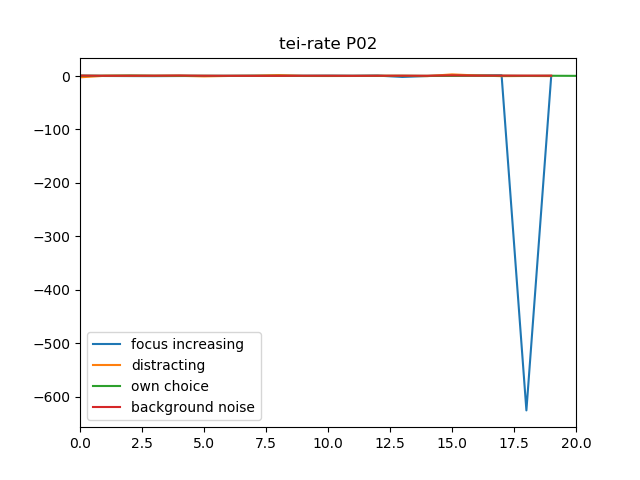 tei-rate P02
0
−100
−200
−300
−400
−500
−600
focus increasing
distracting
own choice
background noise
0.0 2.5 5.0 7.5 10.0 12.5 15.0 17.5 20.0